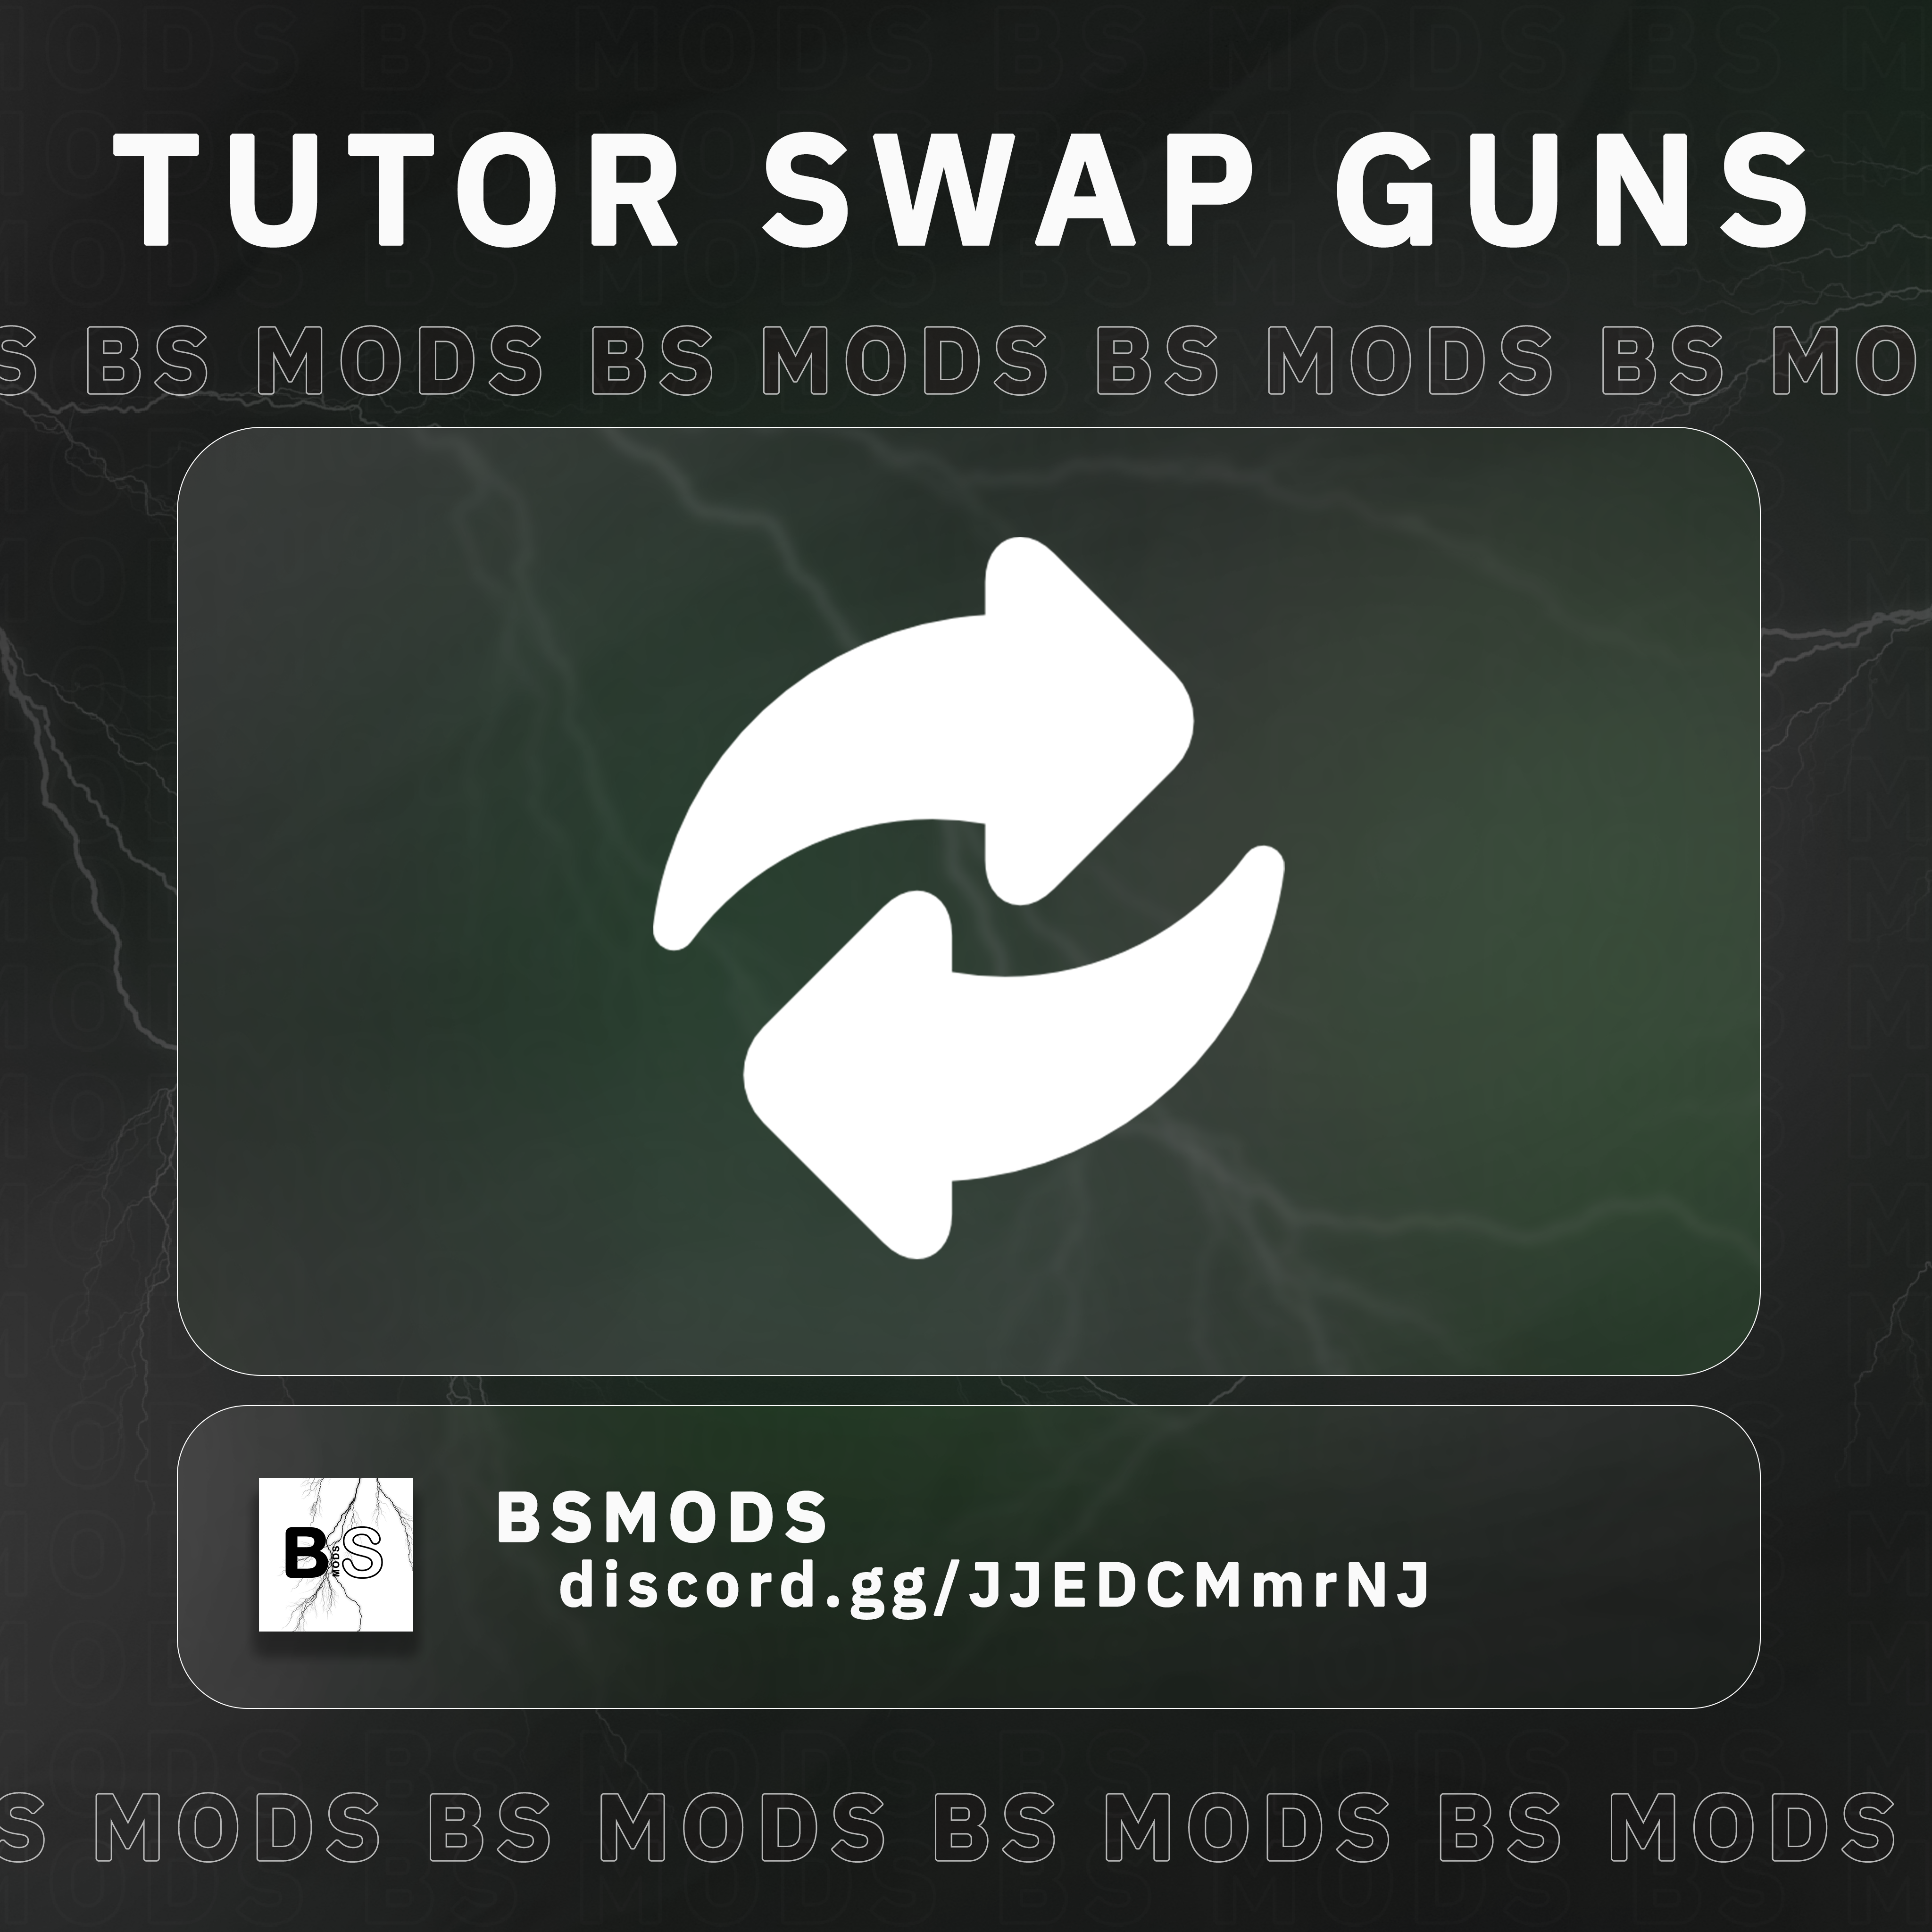 TUTOR SWAP GUNS
S BS MODS BS MODS BS MODS BS MO
B MODS S
BSMODS
discord.gg/JJEDCMmrNJ
S MODS BS MODS BS MODS BS MODS